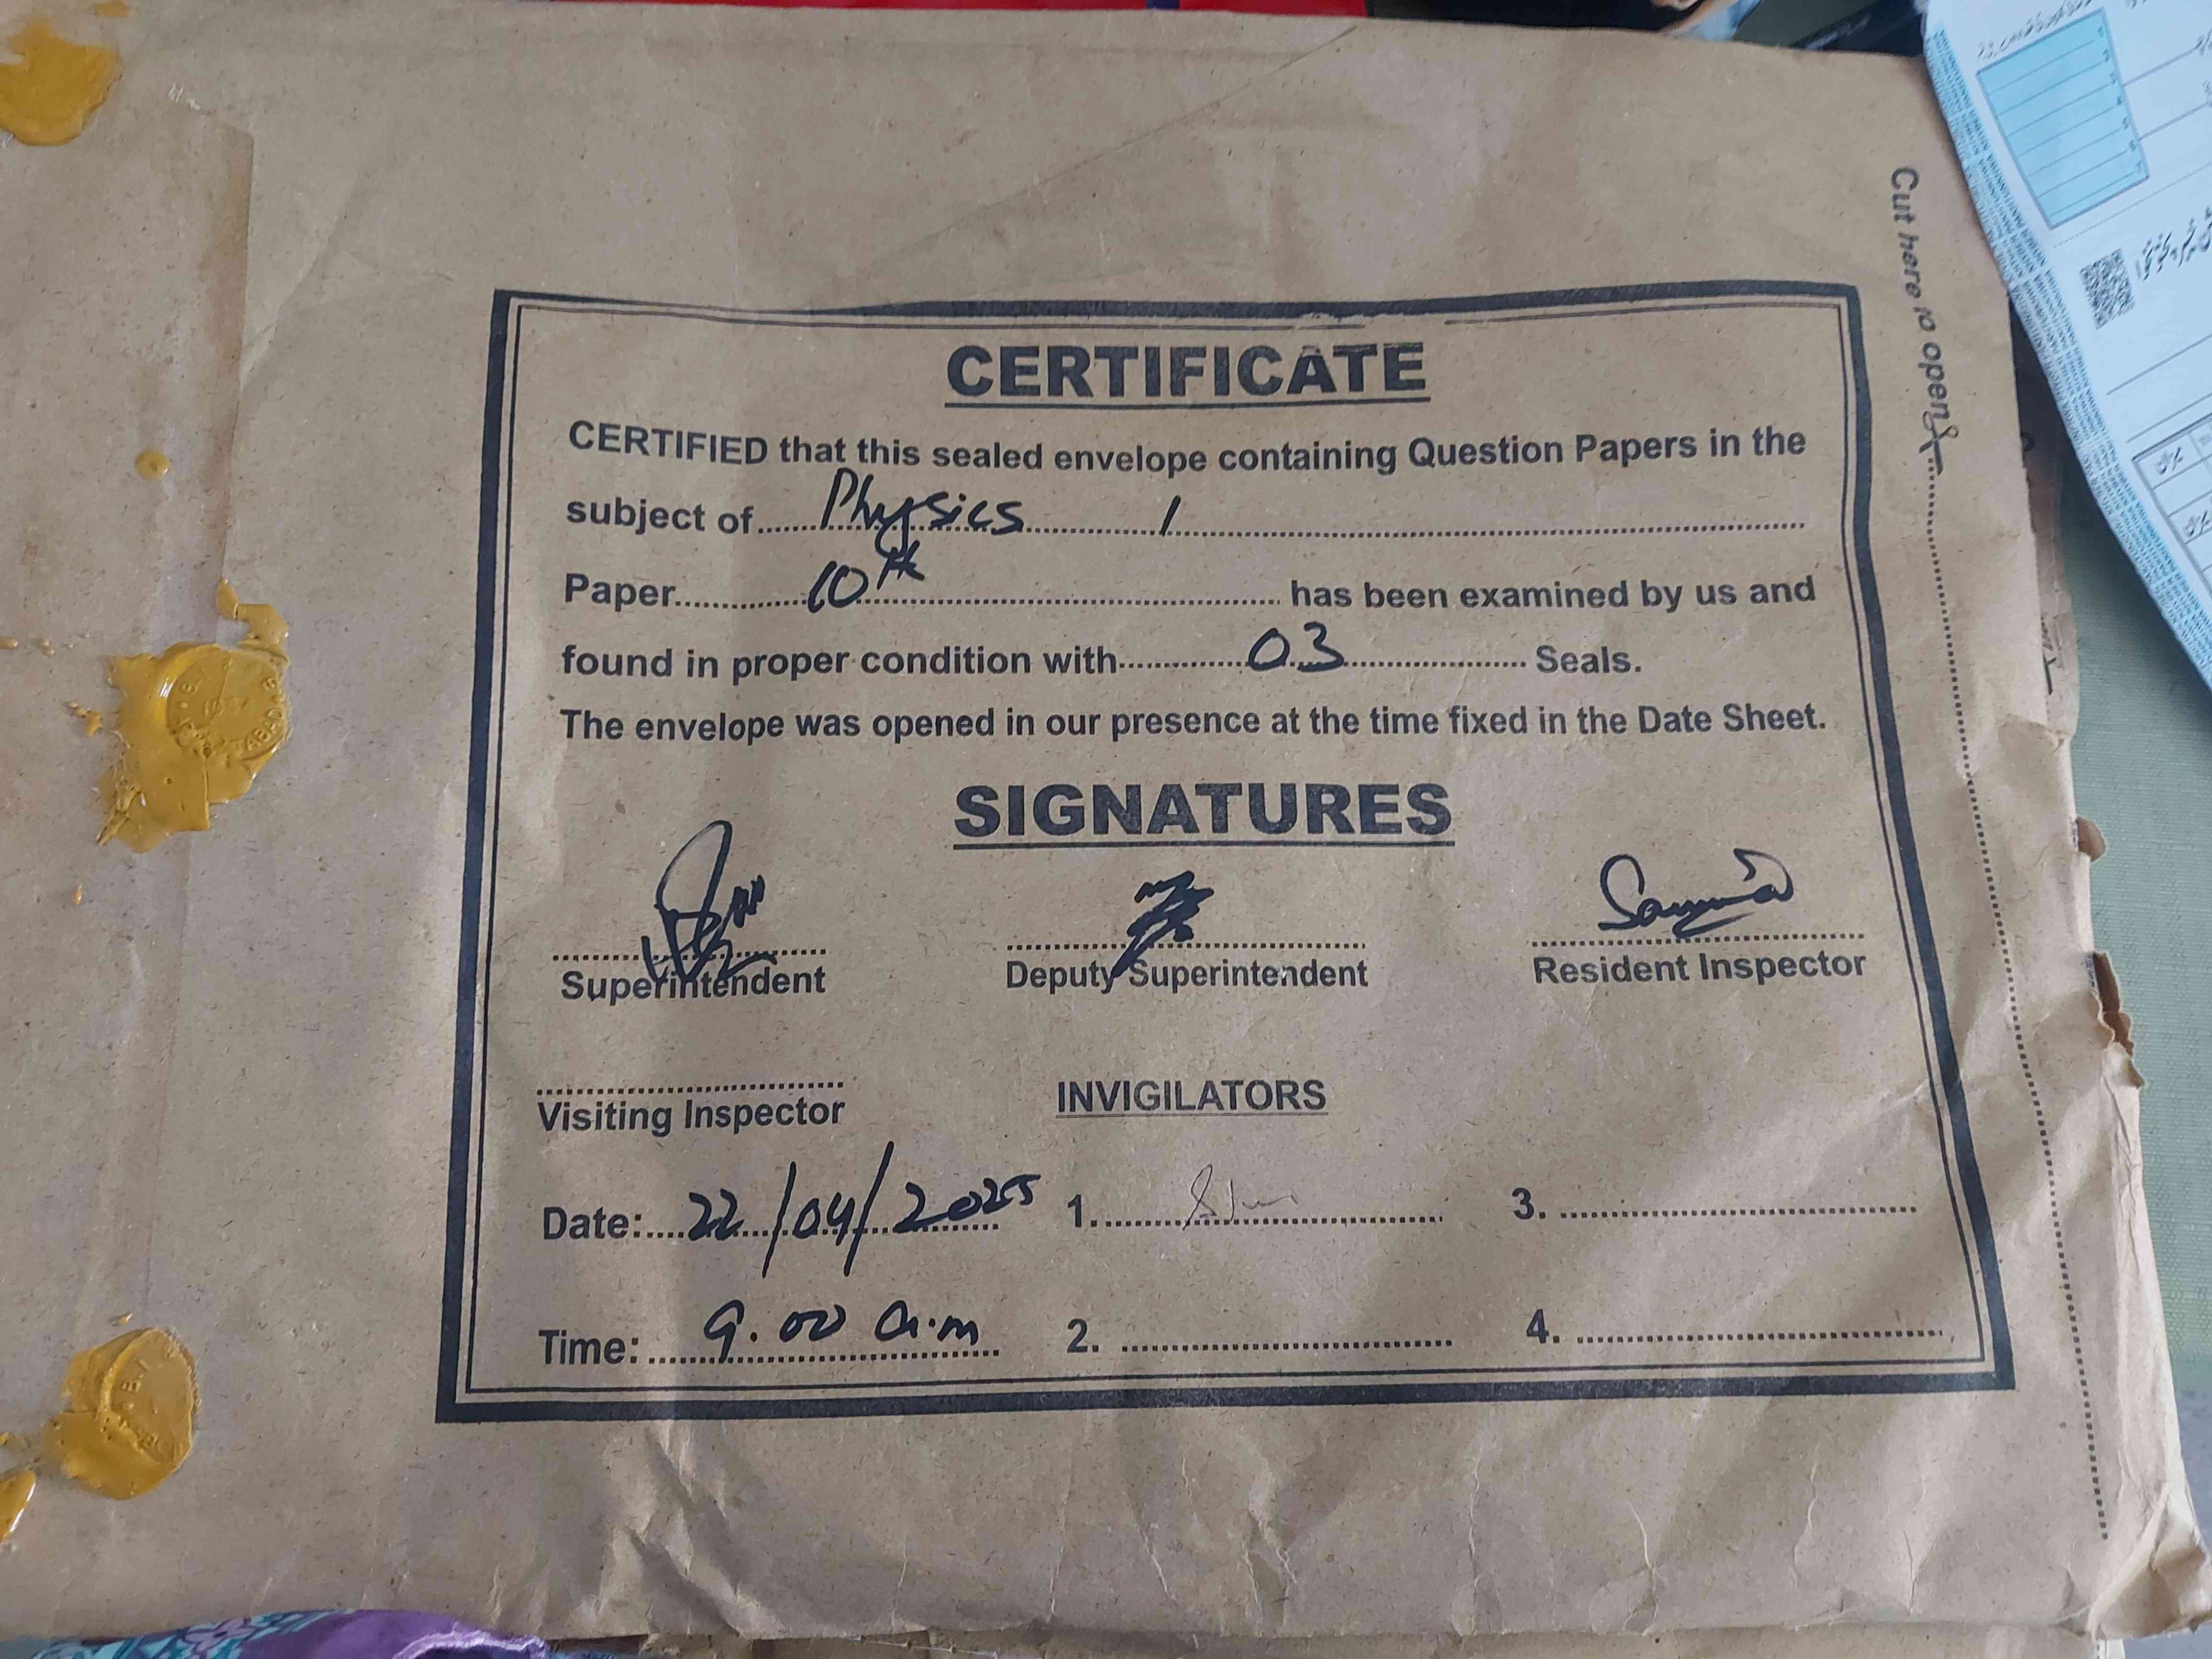 Cut here to open
CERTIFICATE
CERTIFIED that this sealed envelope containing Question Papers in the
subject of Physics 1
Paper 10th has been examined by us and
found in proper condition with 03 Seals.
The envelope was opened in our presence at the time fixed in the Date Sheet.
SIGNATURES
Superintendent Deputy Superintendent Resident Inspector
Visiting Inspector INVIGILATORS
Date: 22/04/2025 1. 3.
Time: 9.00 a.m 2. 4.